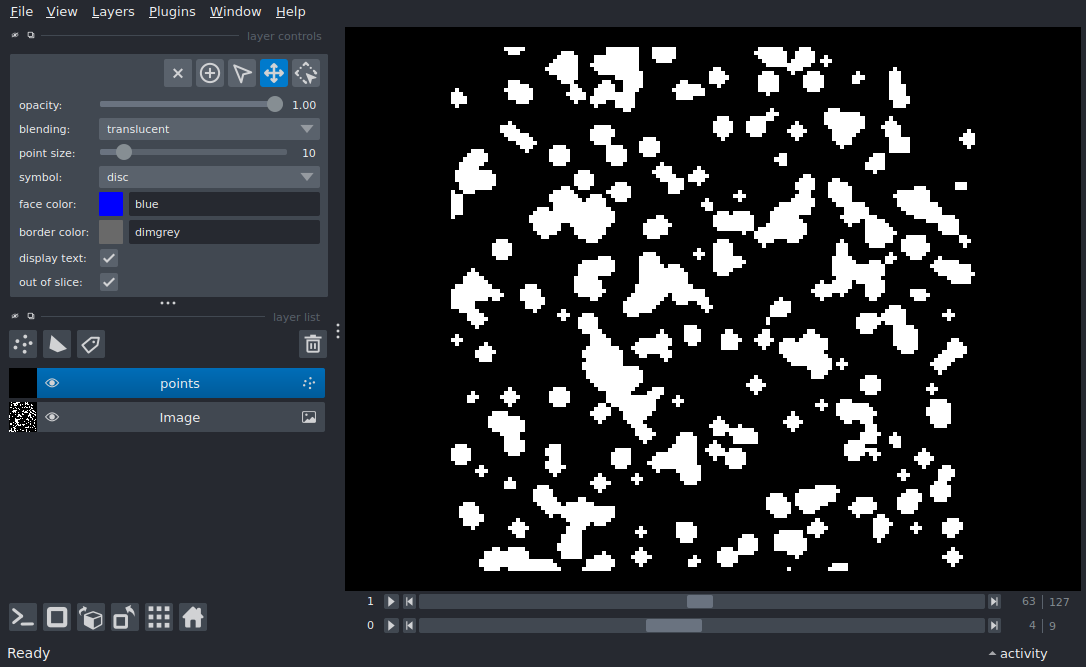 File View Layers Plugins Window Help
layer controls
opacity: 1.00
blending: translucent
point size: 10
symbol: disc
face color: blue
border color: dimgrey
display text:
out of slice:
layer list
points
Image
1 63 127
0 4 9
Ready
activity